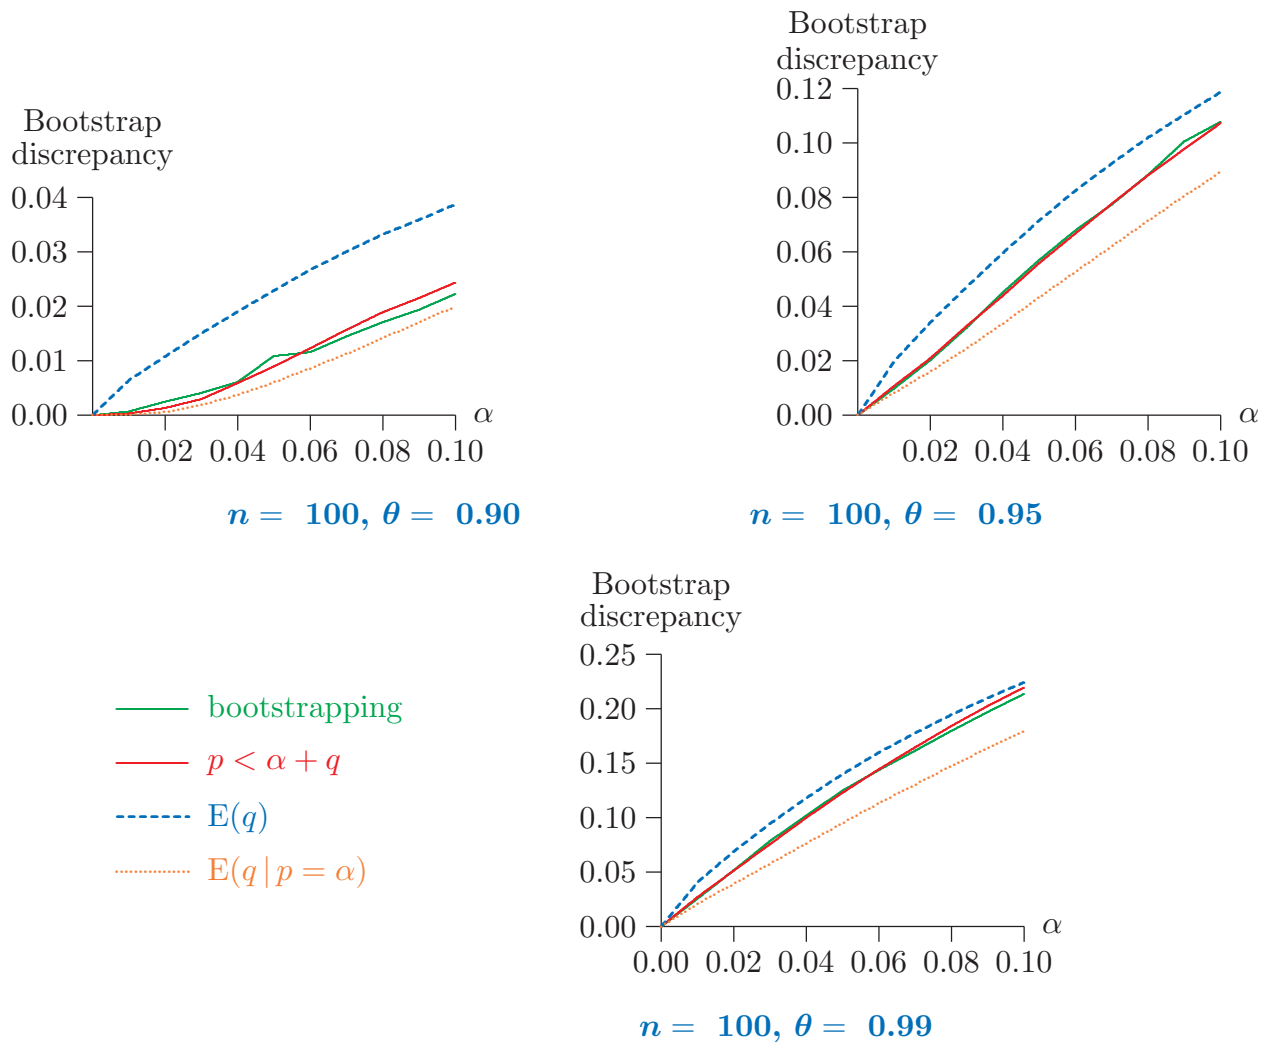 Bootstrap
discrepancy
0.04
0.03
0.02
0.01
0.00
α
0.02 0.04 0.06 0.08 0.10
n = 100, θ = 0.90
Bootstrap
discrepancy
0.12
0.10
0.08
0.06
0.04
0.02
0.00
α
0.02 0.04 0.06 0.08 0.10
n = 100, θ = 0.95
bootstrapping
p < α + q
E(q)
E(q | p = α)
Bootstrap
discrepancy
0.25
0.20
0.15
0.10
0.05
0.00
α
0.00 0.02 0.04 0.06 0.08 0.10
n = 100, θ = 0.99